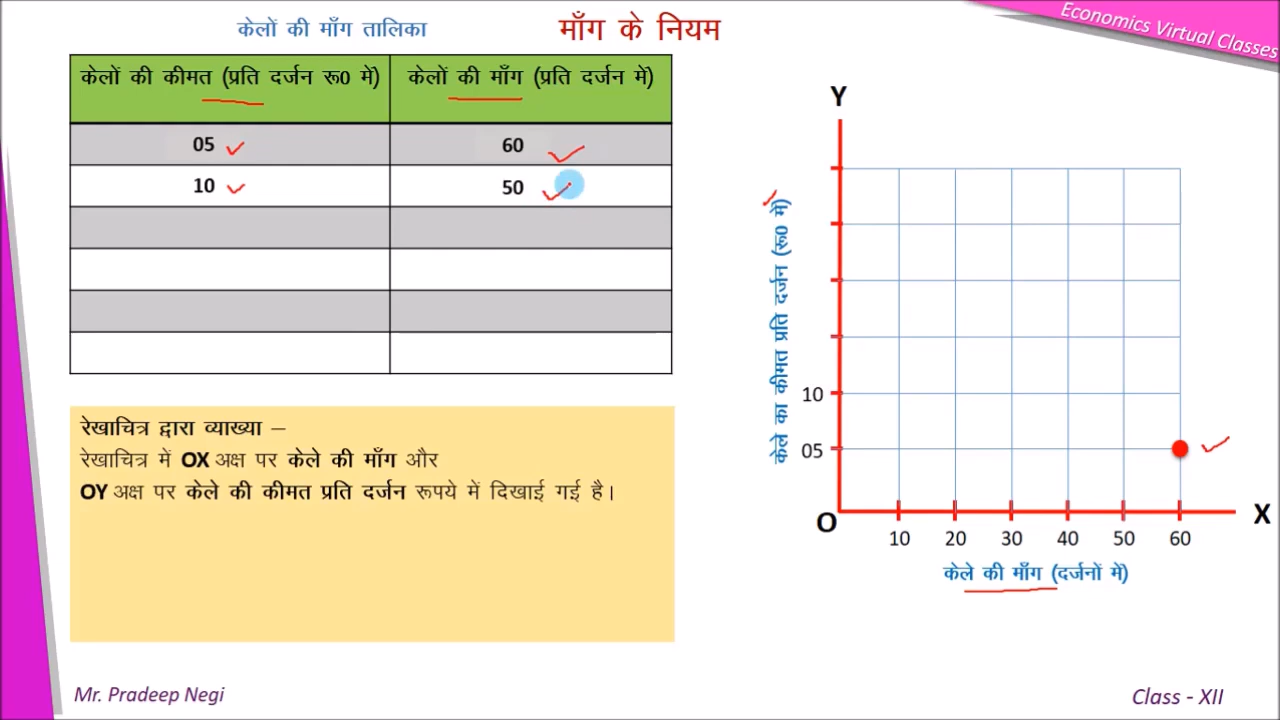 Economics Virtual Classes
केलों की माँग तालिका
माँग के नियम
केलों की कीमत (प्रति दर्जन रू0 में)
केलों की माँग (प्रति दर्जन में)
05
60
10
50
रेखाचित्र द्वारा व्याख्या –
रेखाचित्र में OX अक्ष पर केले की माँग और
OY अक्ष पर केले की कीमत प्रति दर्जन रूपये में दिखाई गई है।
Y
केले का कीमत प्रति दर्जन (रू0 में)
10
05
O
X
10 20 30 40 50 60
केले की माँग (दर्जनों में)
Mr. Pradeep Negi
Class - XII